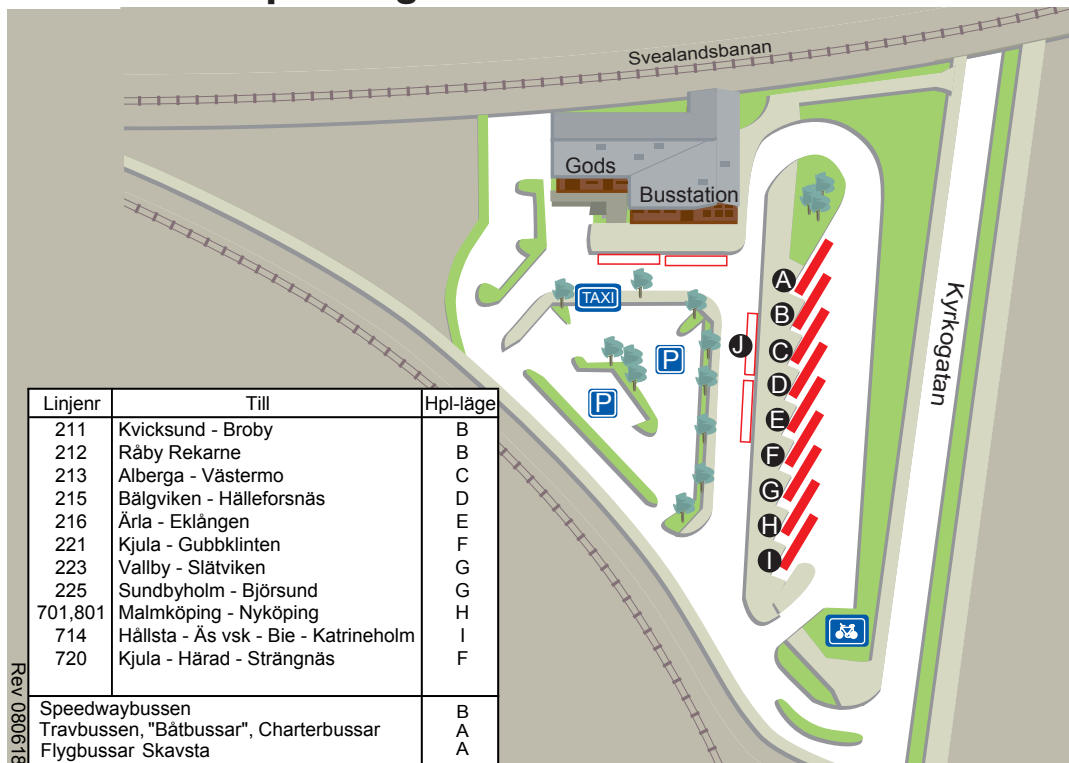 Svealandsbanan
Gods
Busstation
TAXI
P
P
A
B
C
D
E
F
G
H
I
J
Kyrkogatan
Linjenr Till Hpl-läge
211 Kvicksund - Broby B
212 Råby Rekarne B
213 Alberga - Västermo C
215 Bälgviken - Hälleforsnäs D
216 Ärla - Eklången E
221 Kjula - Gubbklinten F
223 Vallby - Slätviken G
225 Sundbyholm - Björsund G
701,801 Malmköping - Nyköping H
714 Hållsta - Äs vsk - Bie - Katrineholm I
720 Kjula - Härad - Strängnäs F
Speedwaybussen B
Travbussen, "Båtbussar", Charterbussar A
Flygbussar Skavsta A
Rev 080618